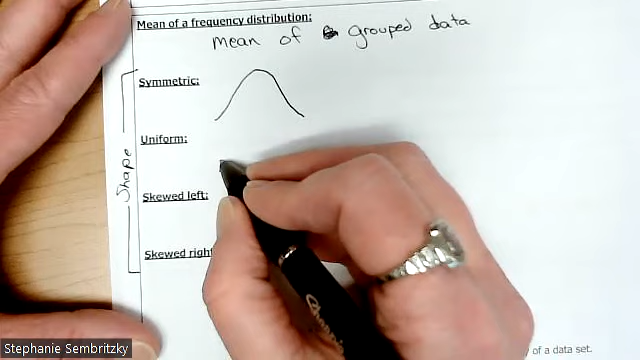 Mean of a frequency distribution:
mean of grouped data
Symmetric:
Uniform:
Shape
Skewed left:
Skewed right
of a data set.
Stephanie Sembritzky